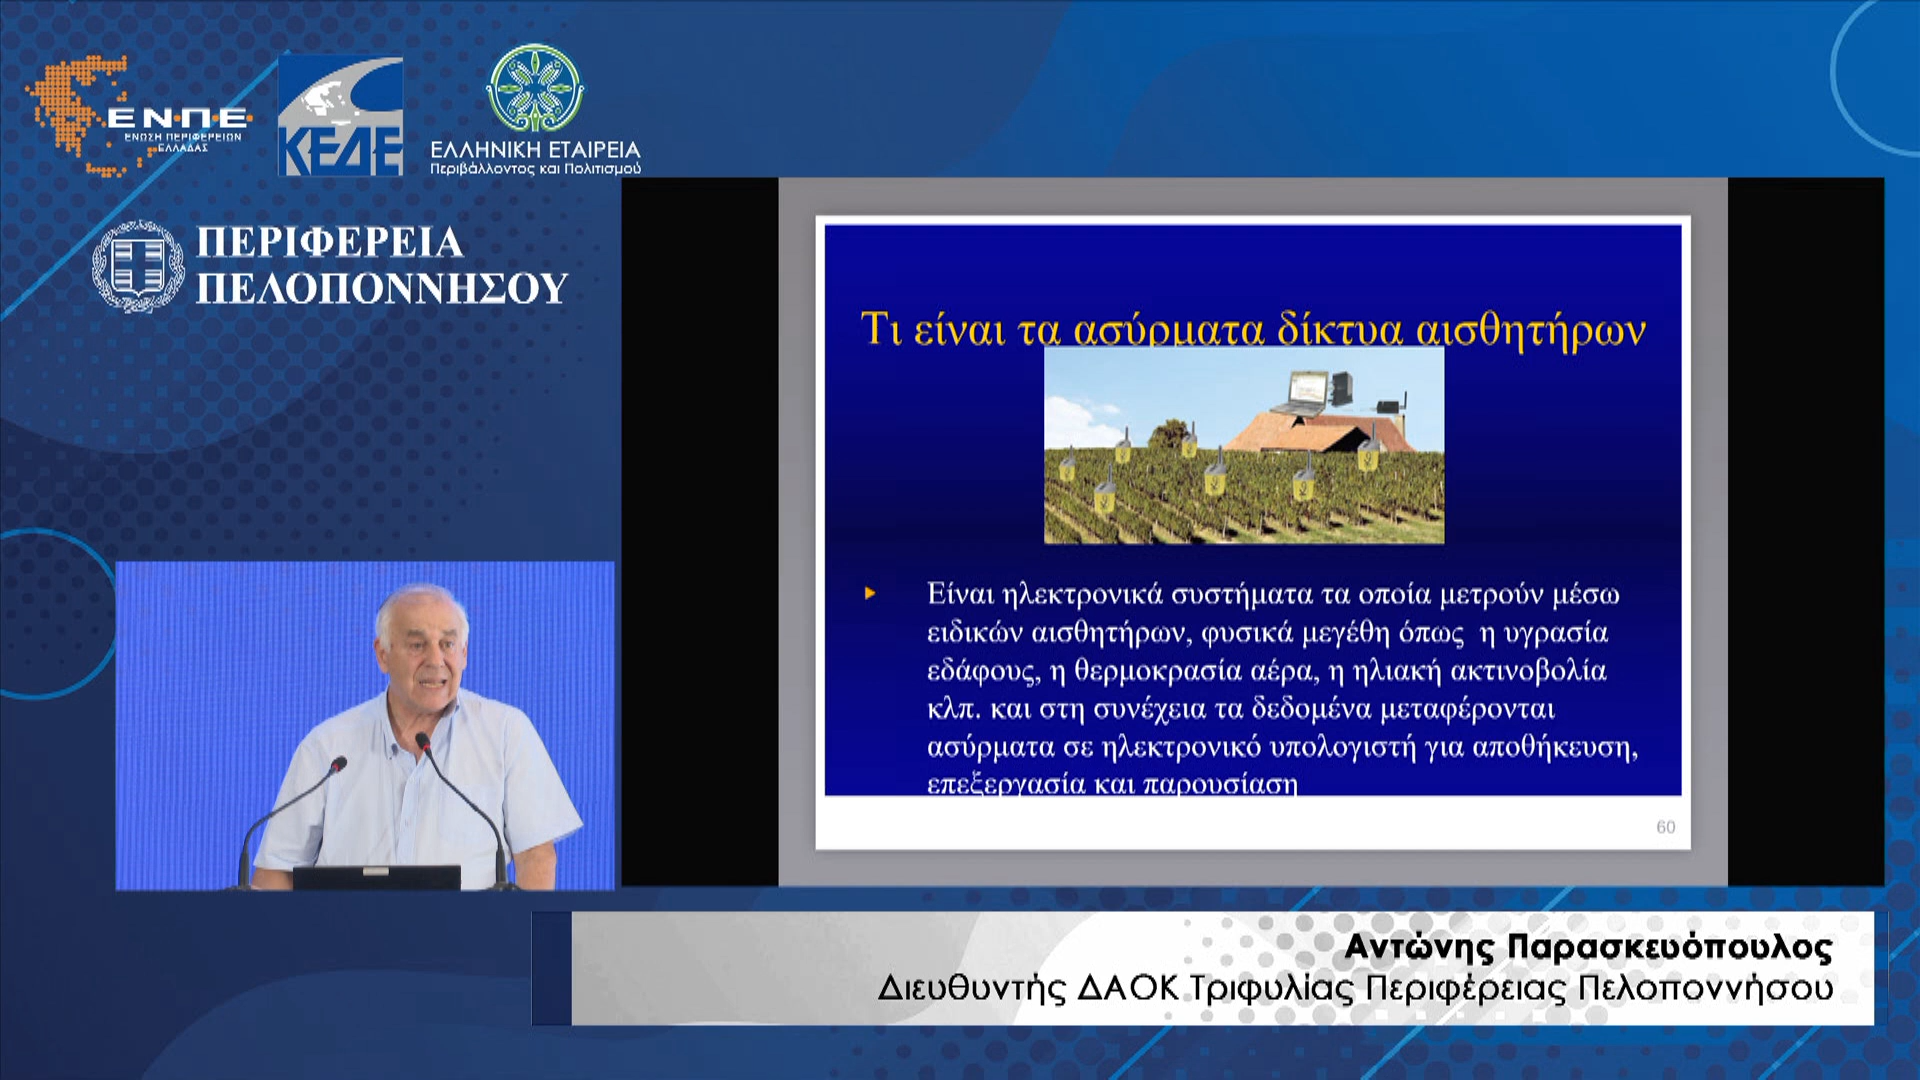 ΕΝΠΕ
ΕΝΩΣΗ ΠΕΡΙΦΕΡΕΙΩΝ
ΕΛΛΑΔΑΣ
ΚΕΔΕ
ΕΛΛΗΝΙΚΗ ΕΤΑΙΡΕΙΑ
Περιβάλλοντος και Πολιτισμού
ΠΕΡΙΦΕΡΕΙΑ
ΠΕΛΟΠΟΝΝΗΣΟΥ
Τι είναι τα ασύρματα δίκτυα αισθητήρων
Είναι ηλεκτρονικά συστήματα τα οποία μετρούν μέσω
ειδικών αισθητήρων, φυσικά μεγέθη όπως η υγρασία
εδάφους, η θερμοκρασία αέρα, η ηλιακή ακτινοβολία
κλπ. και στη συνέχεια τα δεδομένα μεταφέρονται
ασύρματα σε ηλεκτρονικό υπολογιστή για αποθήκευση,
επεξεργασία και παρουσίαση
60
Αντώνης Παρασκευόπουλος
Διευθυντής ΔΑΟΚ Τριφυλίας Περιφέρειας Πελοποννήσου